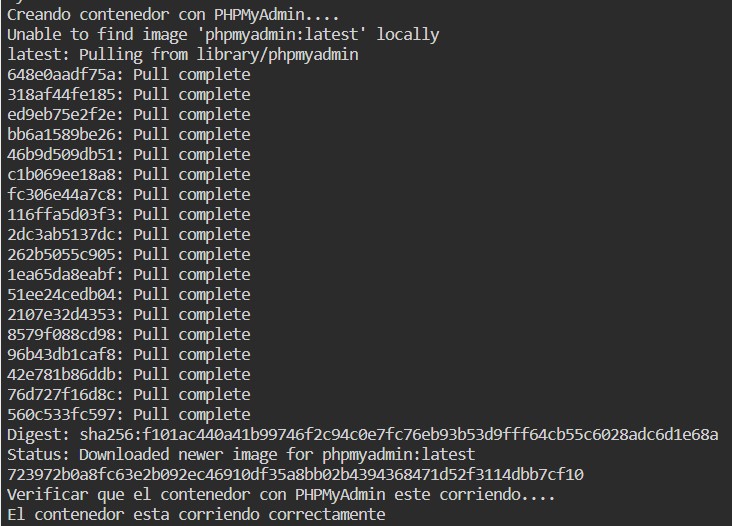 Creando contenedor con PHPMyAdmin....
Unable to find image 'phpmyadmin:latest' locally
latest: Pulling from library/phpmyadmin
648e0aadf75a: Pull complete
318af44fe185: Pull complete
ed9eb75e2f2e: Pull complete
bb6a1589be26: Pull complete
46b9d509db51: Pull complete
c1b069ee18a8: Pull complete
fc306e44a7c8: Pull complete
116ffa5d03f3: Pull complete
2dc3ab5137dc: Pull complete
262b5055c905: Pull complete
1ea65da8eabf: Pull complete
51ee24cedb04: Pull complete
2107e32d4353: Pull complete
8579f088cd98: Pull complete
96b43db1caf8: Pull complete
42e781b86ddb: Pull complete
76d727f16d8c: Pull complete
560c533fc597: Pull complete
Digest: sha256:f101ac440a41b99746f2c94c0e7fc76eb93b53d9fff64cb55c6028adc6d1e68a
Status: Downloaded newer image for phpmyadmin:latest
723972b0a8fc63e2b092ec46910df35a8bb02b4394368471d52f3114dbb7cf10
Verificar que el contenedor con PHPMyAdmin este corriendo....
El contenedor esta corriendo correctamente